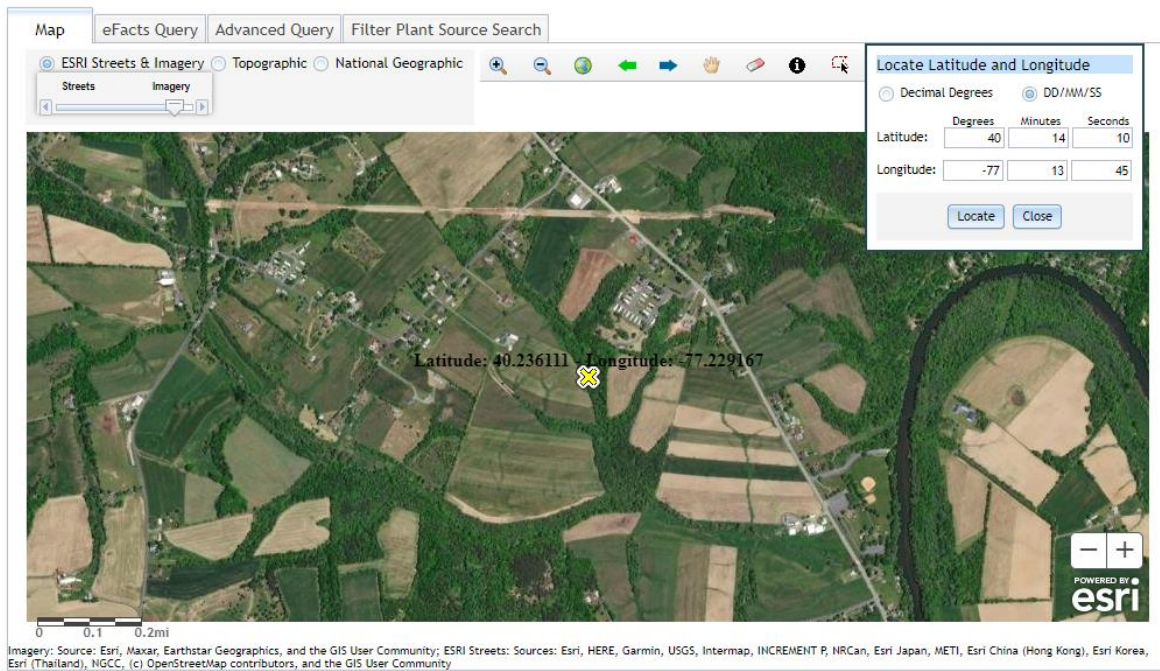 Map eFacts Query Advanced Query Filter Plant Source Search
ESRI Streets & Imagery Topographic National Geographic
Streets Imagery
Locate Latitude and Longitude
Decimal Degrees DD/MM/SS
Degrees Minutes Seconds
Latitude: 40 14 10
Longitude: -77 13 45
Locate Close
Latitude: 40.236111 - Longitude: -77.229167
POWERED BY
esri
0 0.1 0.2mi
Imagery: Source: Esri, Maxar, Earthstar Geographics, and the GIS User Community; ESRI Streets: Sources: Esri, HERE, Garmin, USGS, Intermap, INCREMENT P, NRCan, Esri Japan, METI, Esri China (Hong Kong), Esri Korea,
Esri (Thailand), NGCC, (c) OpenStreetMap contributors, and the GIS User Community